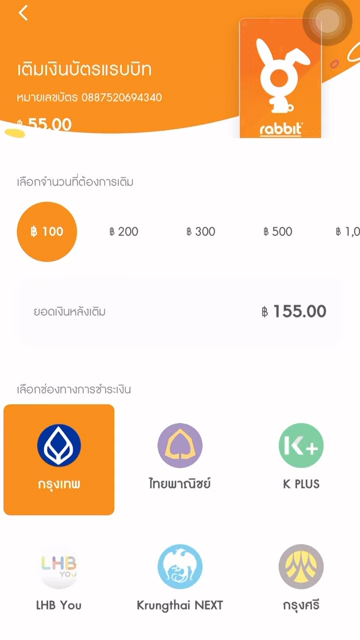 เติมเงินบัตรแรบบิท
หมายเลขบัตร 0887520694340
฿ 55.00
rabbit
เลือกจำนวนที่ต้องการเติม
฿ 100 ฿ 200 ฿ 300 ฿ 500 ฿ 1,0
ยอดเงินหลังเติม ฿ 155.00
เลือกช่องทางการชำระเงิน
K+
กรุงเทพ ไทยพาณิชย์ K PLUS
LHB
You
LHB You Krungthai NEXT กรุงศรี